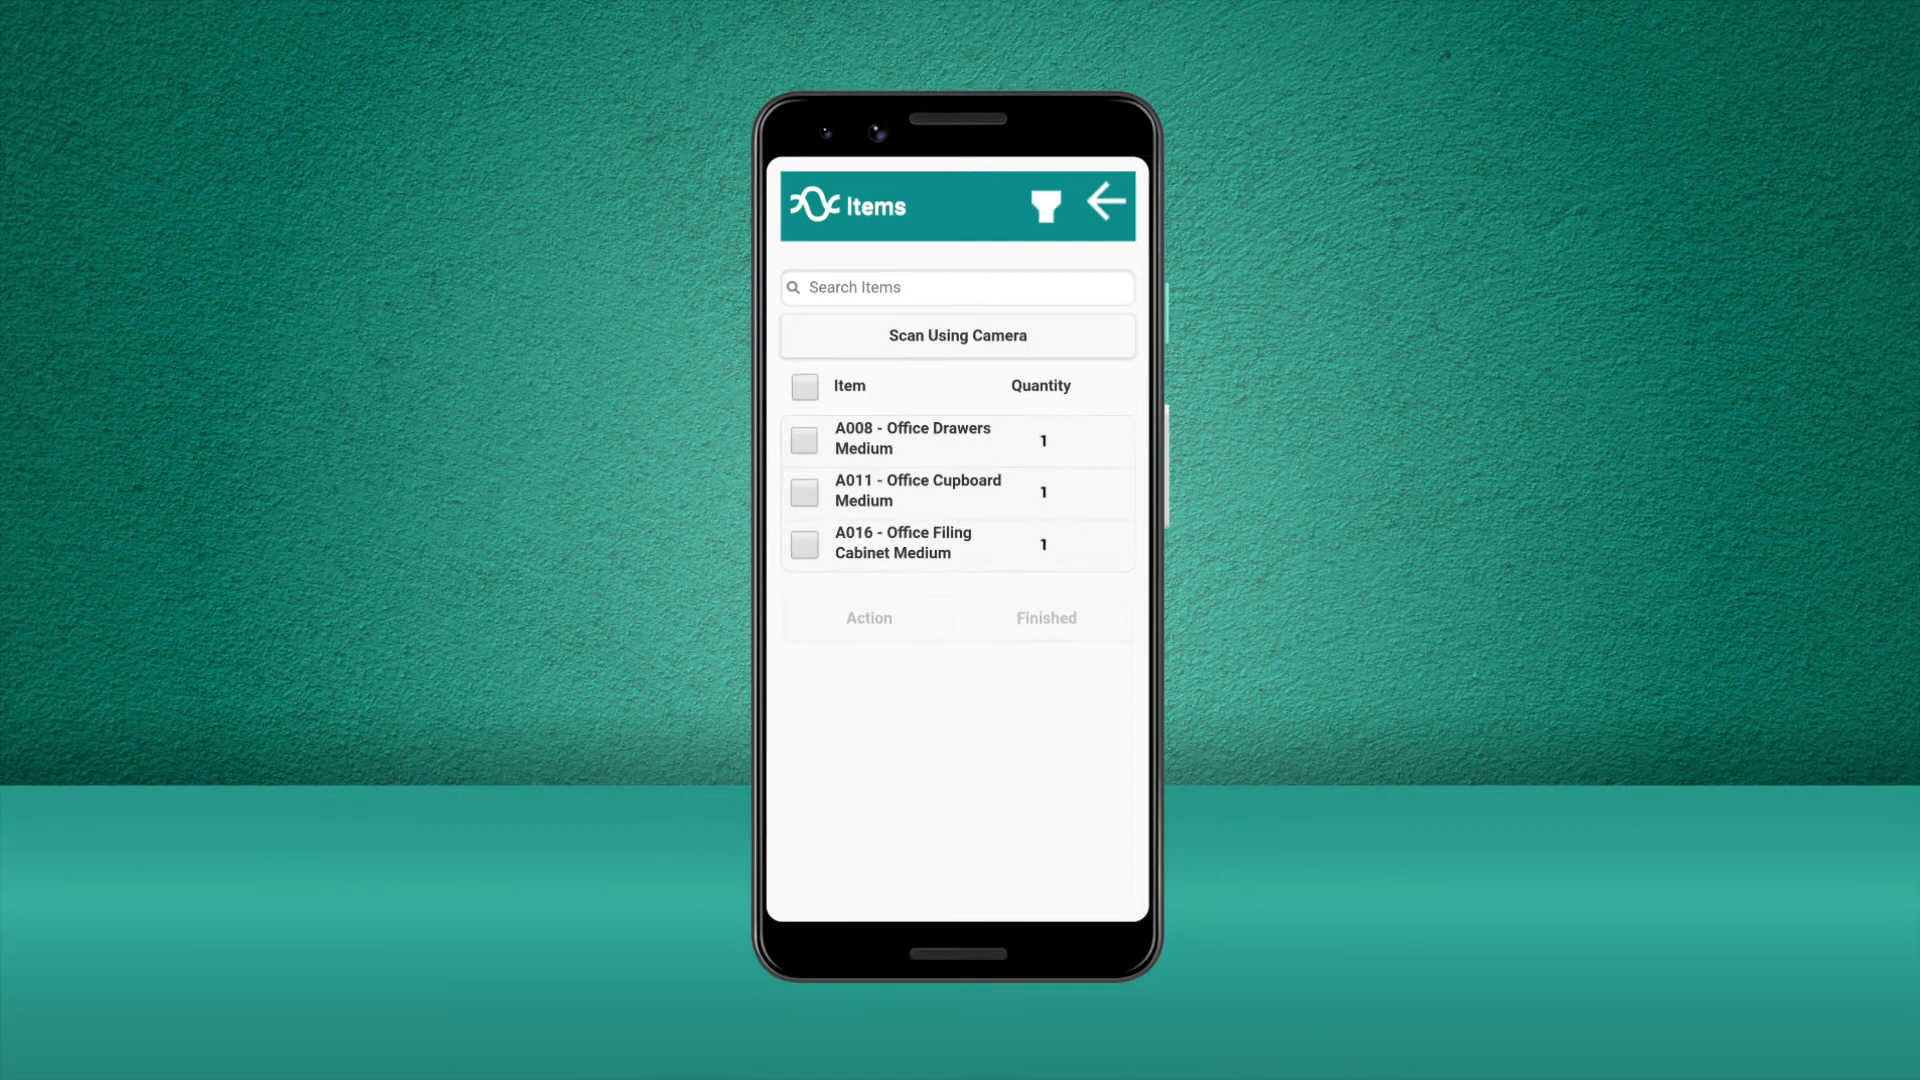 Items
Search Items
Scan Using Camera
Item Quantity
A008 - Office Drawers
Medium
1
A011 - Office Cupboard
Medium
1
A016 - Office Filing
Cabinet Medium
1
Action Finished